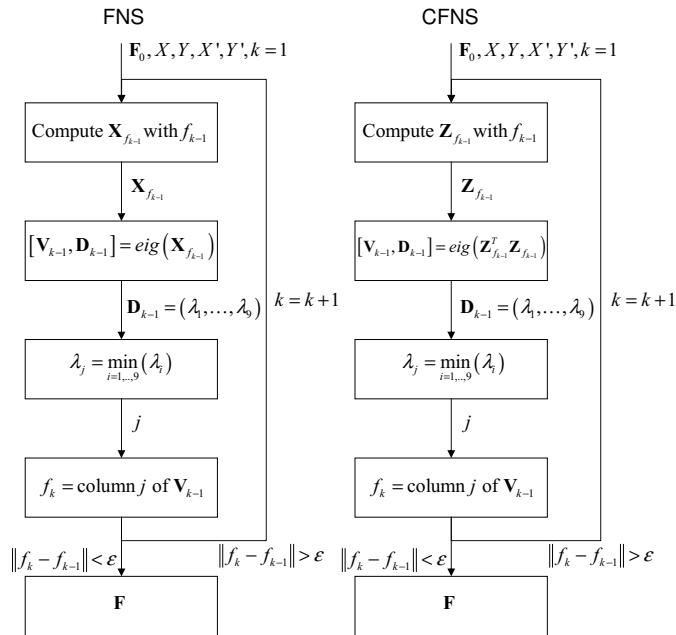 FNS
F₀, X, Y, X', Y', k = 1
Compute X_{f_{k−1}} with f_{k−1}
X_{f_{k−1}}
[V_{k−1}, D_{k−1}] = eig(X_{f_{k−1}})
D_{k−1} = (λ₁,…,λ₉)
k = k + 1
λ_j = min_{i=1,..,9}(λ_i)
j
f_k = column j of V_{k−1}
‖f_k − f_{k−1}‖ < ε
‖f_k − f_{k−1}‖ > ε
F
CFNS
F₀, X, Y, X', Y', k = 1
Compute Z_{f_{k−1}} with f_{k−1}
Z_{f_{k−1}}
[V_{k−1}, D_{k−1}] = eig(Z^T_{f_{k−1}} Z_{f_{k−1}})
D_{k−1} = (λ₁,…,λ₉)
k = k + 1
λ_j = min_{i=1,..,9}(λ_i)
j
f_k = column j of V_{k−1}
‖f_k − f_{k−1}‖ < ε
‖f_k − f_{k−1}‖ > ε
F